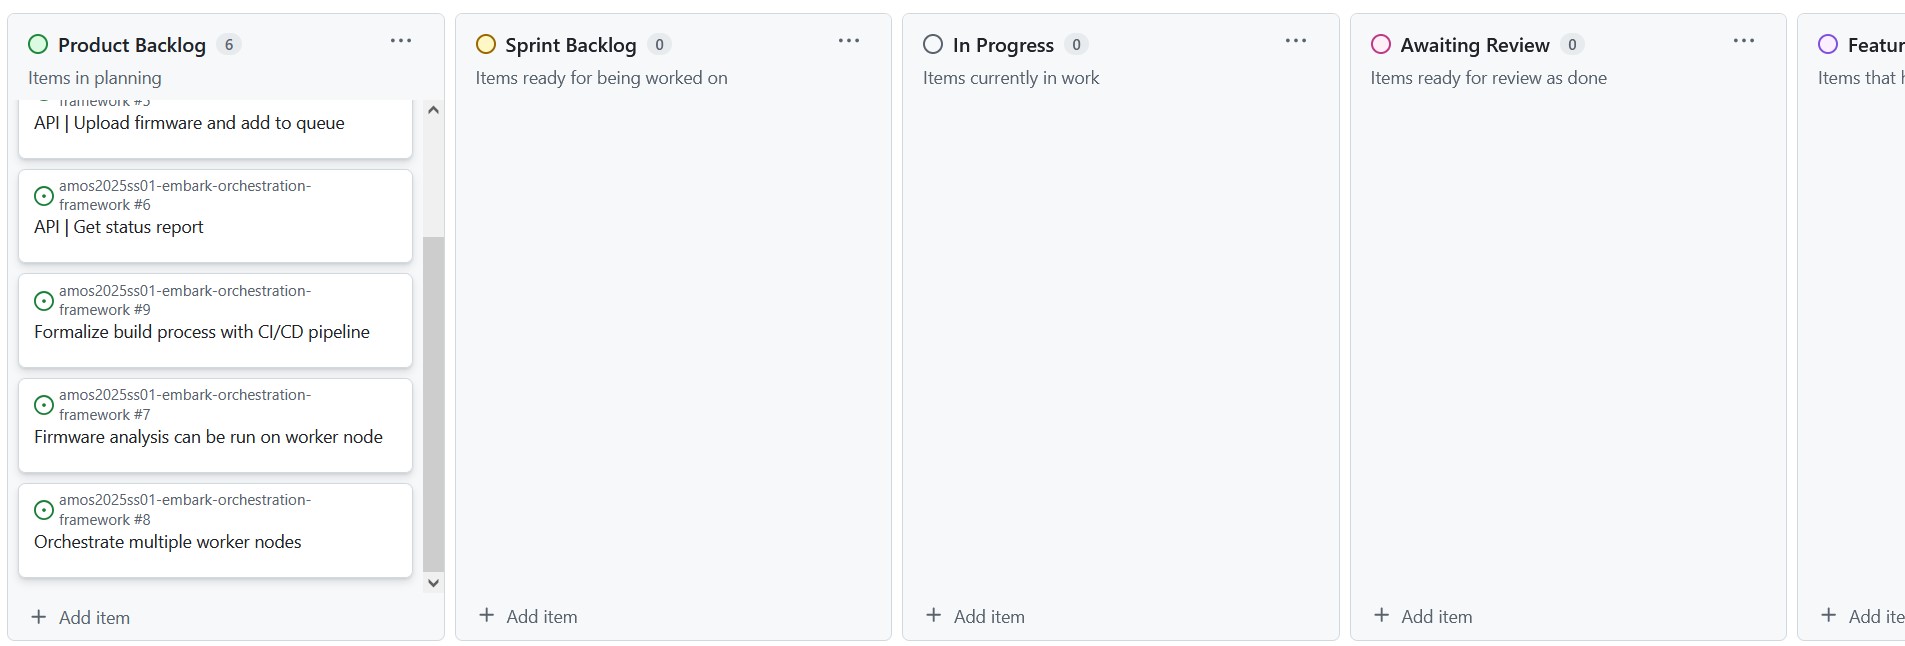 Product Backlog 6
Items in planning
framework #5
API | Upload firmware and add to queue
amos2025ss01-embark-orchestration-
framework #6
API | Get status report
amos2025ss01-embark-orchestration-
framework #9
Formalize build process with CI/CD pipeline
amos2025ss01-embark-orchestration-
framework #7
Firmware analysis can be run on worker node
amos2025ss01-embark-orchestration-
framework #8
Orchestrate multiple worker nodes
Add item
Sprint Backlog 0
Items ready for being worked on
Add item
In Progress 0
Items currently in work
Add item
Awaiting Review 0
Items ready for review as done
Add item
Featur
Items that
Add ite